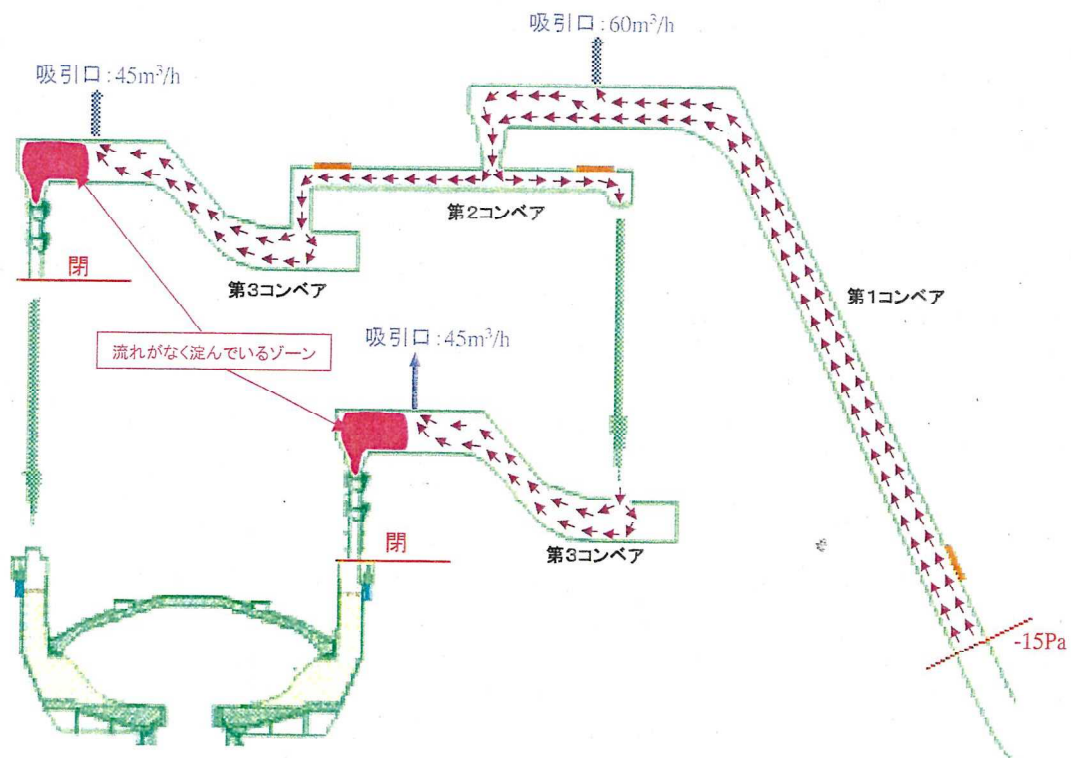 吸引口:60m³/h
吸引口:45m³/h
第2コンベア
閉
第3コンベア
第1コンベア
吸引口:45m³/h
流れがなく淀んでいるゾーン
閉
第3コンベア
-15Pa